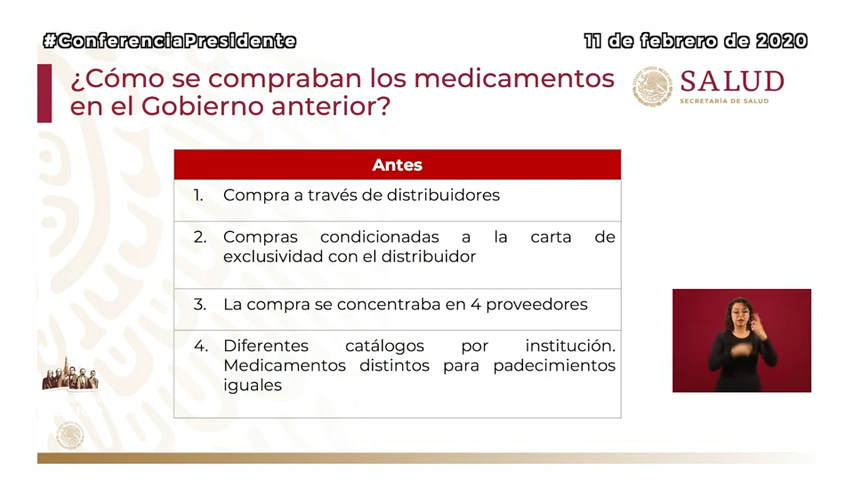 #ConferenciaPresidente
11 de febrero de 2020
¿Cómo se compraban los medicamentos
en el Gobierno anterior?
SALUD
SECRETARÍA DE SALUD
Antes
1. Compra a través de distribuidores
2. Compras condicionadas a la carta de
exclusividad con el distribuidor
3. La compra se concentraba en 4 proveedores
4. Diferentes catálogos por institución.
Medicamentos distintos para padecimientos
iguales